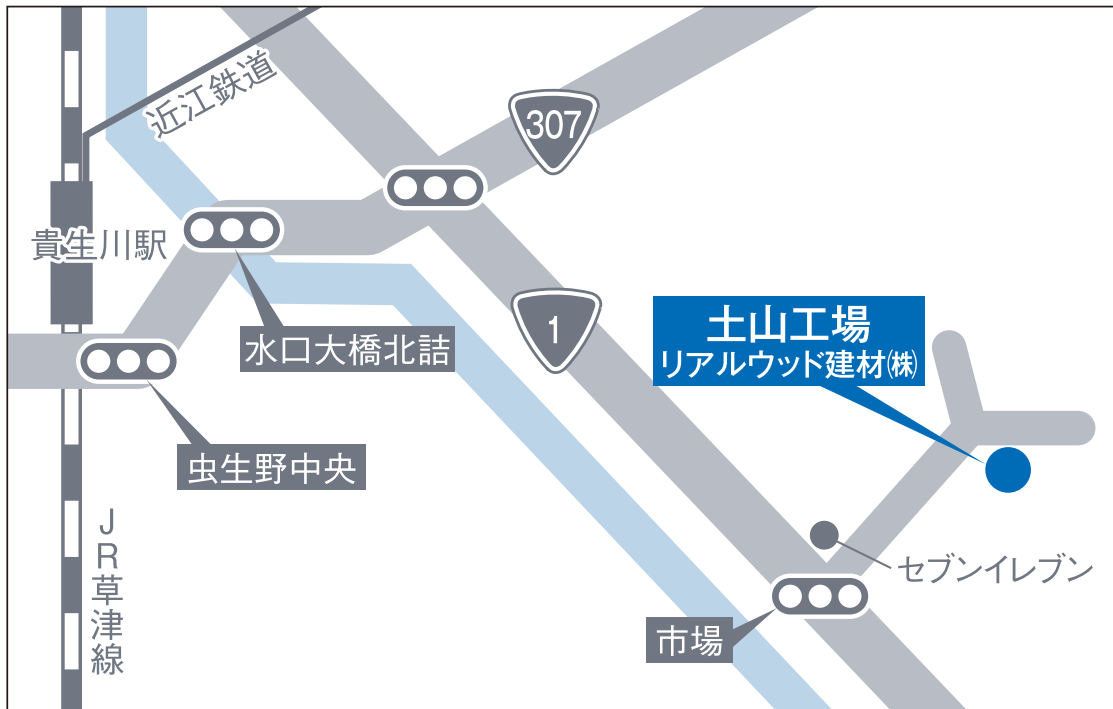 近江鉄道
307
貴生川駅
水口大橋北詰
1
土山工場
リアルウッド建材㈱
虫生野中央
JR草津線
セブンイレブン
市場